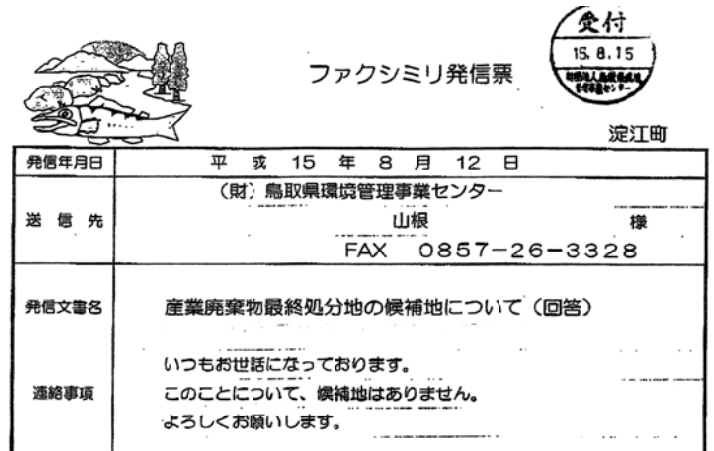 受付
15.8.15
ファクシミリ発信票
淀江町
発信年月日 平成 15 年 8 月 12 日
送信先 (財)鳥取県環境管理事業センター
山根 様
FAX 0857-26-3328
発信文書名 産業廃棄物最終処分地の候補地について(回答)
連絡事項 いつもお世話になっております。
このことについて、候補地はありません。
よろしくお願いします。